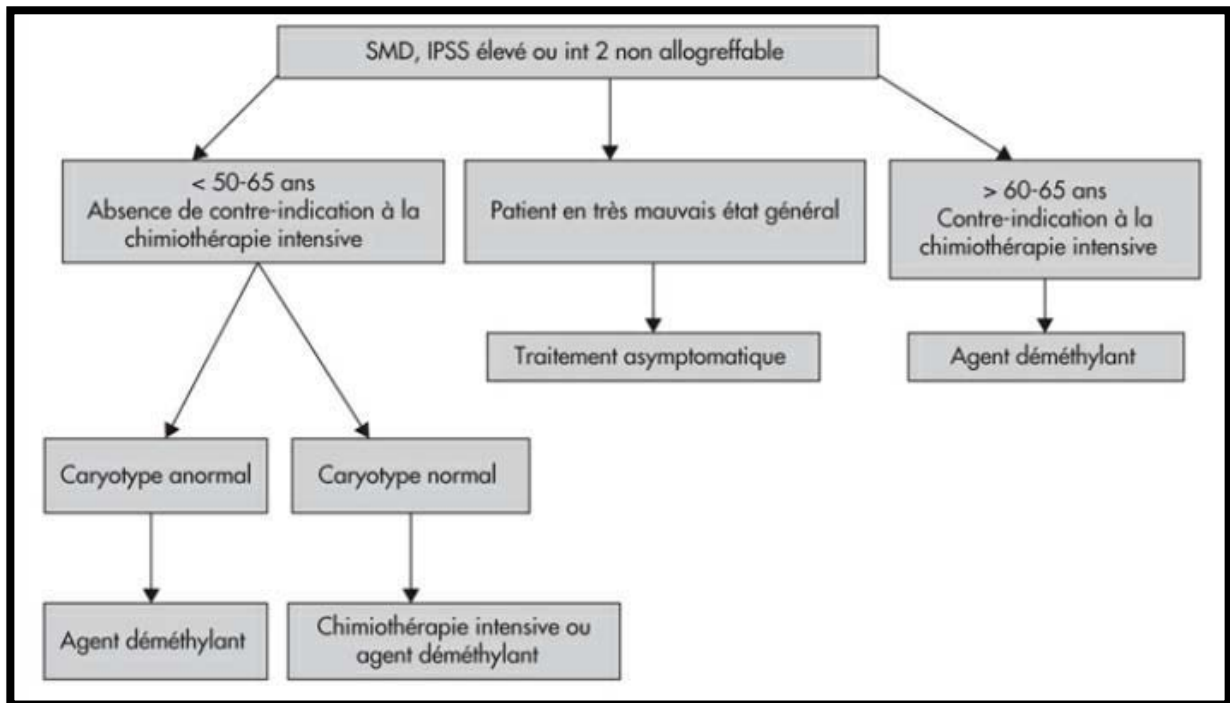 SMD, IPSS élevé ou int 2 non allogreffable
< 50-65 ans
Absence de contre-indication à la
chimiothérapie intensive
Patient en très mauvais état général
> 60-65 ans
Contre-indication à la
chimiothérapie intensive
Traitement asymptomatique
Agent déméthylant
Caryotype anormal
Caryotype normal
Agent déméthylant
Chimiothérapie intensive ou
agent déméthylant